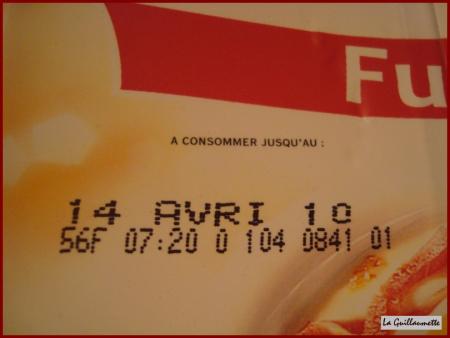 Fu
A CONSOMMER JUSQU'AU :
14 AVRI 10
56F 07:20 0 104 0841 01
La Guillaumette